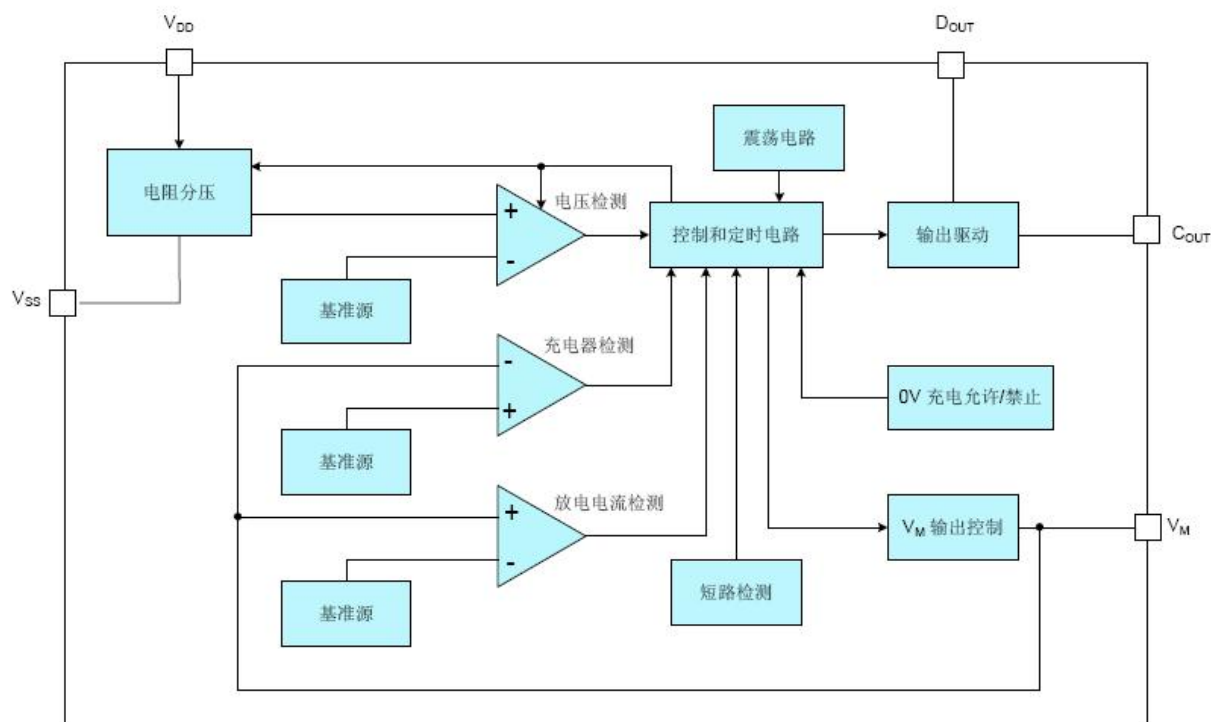 VDD
DOUT
震荡电路
电阻分压
+
电压检测
控制和定时电路
输出驱动
COUT
-
VSS
基准源
充电器检测
-
0V 充电允许/禁止
+
基准源
放电电流检测
+
VM 输出控制
VM
-
短路检测
基准源